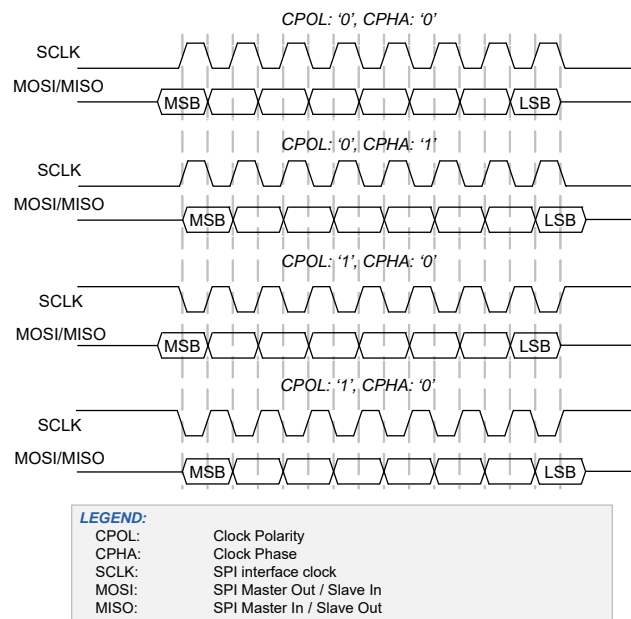 CPOL: ‘0’, CPHA: ‘0’
SCLK
MOSI/MISO
MSB
LSB
CPOL: ‘0’, CPHA: ‘1’
SCLK
MOSI/MISO
MSB
LSB
CPOL: ‘1’, CPHA: ‘0’
SCLK
MOSI/MISO
MSB
LSB
CPOL: ‘1’, CPHA: ‘0’
SCLK
MOSI/MISO
MSB
LSB
LEGEND:
CPOL: Clock Polarity
CPHA: Clock Phase
SCLK: SPI interface clock
MOSI: SPI Master Out / Slave In
MISO: SPI Master In / Slave Out